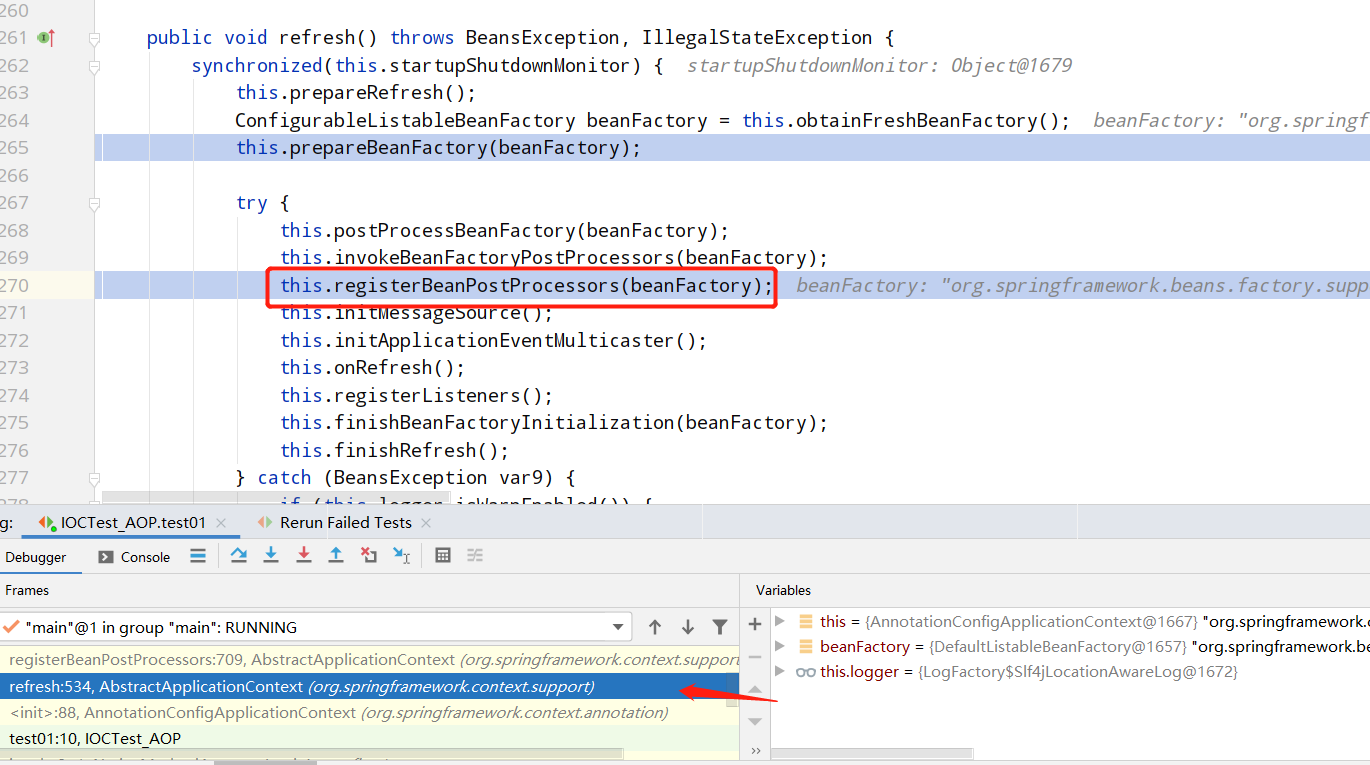 260
261 public void refresh() throws BeansException, IllegalStateException {
262 synchronized(this.startupShutdownMonitor) { startupShutdownMonitor: Object@1679
263 this.prepareRefresh();
264 ConfigurableListableBeanFactory beanFactory = this.obtainFreshBeanFactory(); beanFactory: "org.springf
265 this.prepareBeanFactory(beanFactory);
266
267 try {
268 this.postProcessBeanFactory(beanFactory);
269 this.invokeBeanFactoryPostProcessors(beanFactory);
270 this.registerBeanPostProcessors(beanFactory); beanFactory: "org.springframework.beans.factory.supp
271 this.initMessageSource();
272 this.initApplicationEventMulticaster();
273 this.onRefresh();
274 this.registerListeners();
275 this.finishBeanFactoryInitialization(beanFactory);
276 this.finishRefresh();
277 } catch (BeansException var9) {
278 if (this.logger.isWarnEnabled()) {
g: IOCTest_AOP.test01 Rerun Failed Tests
Debugger Console
Frames Variables
"main"@1 in group "main": RUNNING
this = {AnnotationConfigApplicationContext@1667} "org.springframework.c
registerBeanPostProcessors:709, AbstractApplicationContext (org.springframework.context.support
beanFactory = {DefaultListableBeanFactory@1657} "org.springframework.be
refresh:534, AbstractApplicationContext (org.springframework.context.support)
this.logger = {LogFactory$Slf4jLocationAwareLog@1672}
<init>:88, AnnotationConfigApplicationContext (org.springframework.context.annotation)
test01:10, IOCTest_AOP